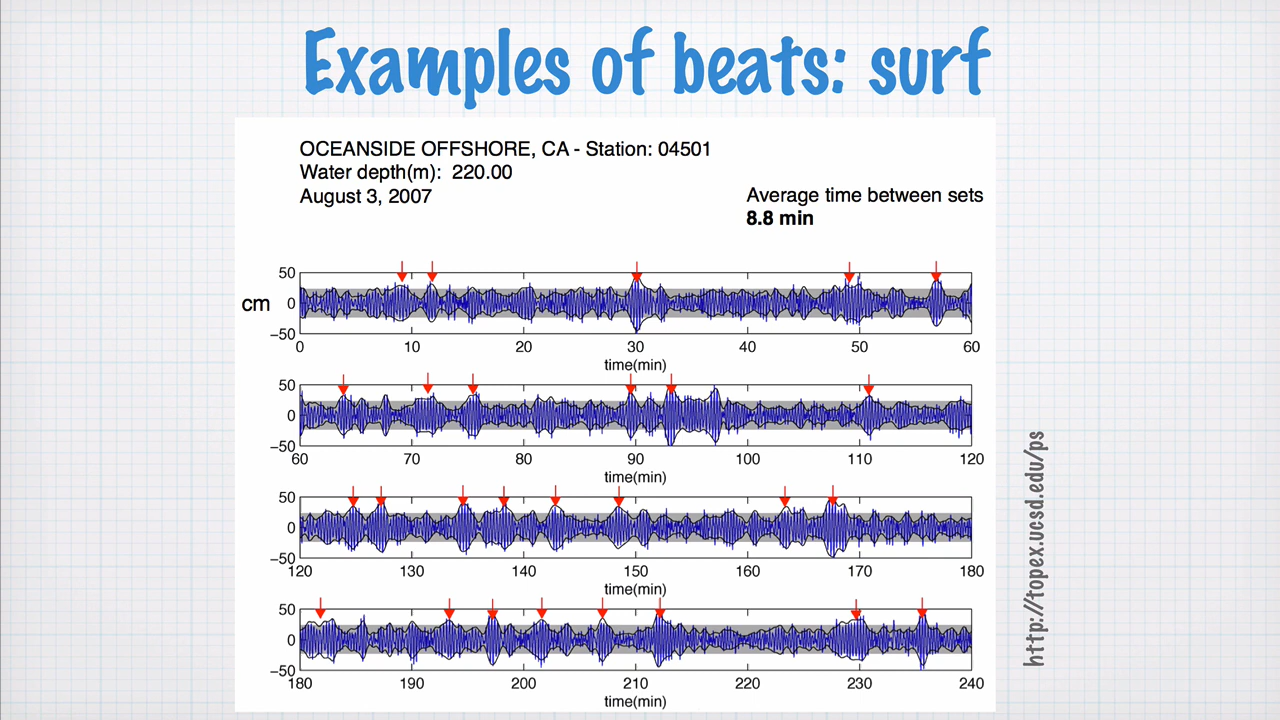 Examples of beats: surf
OCEANSIDE OFFSHORE, CA - Station: 04501
Water depth(m): 220.00
August 3, 2007
Average time between sets
8.8 min
50
cm
0
−50
0 10 20 30 40 50 60
time(min)
50
0
−50
60 70 80 90 100 110 120
time(min)
50
0
−50
120 130 140 150 160 170 180
time(min)
50
0
−50
180 190 200 210 220 230 240
time(min)
http://topex.ucsd.edu/ps